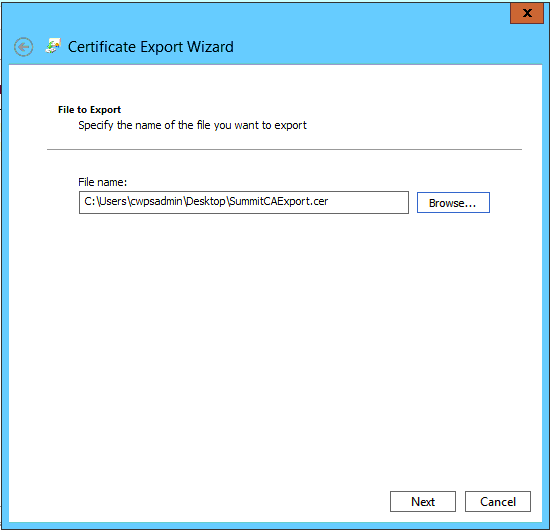 x
Certificate Export Wizard
File to Export
Specify the name of the file you want to export
File name:
C:\Users\cwpsadmin\Desktop\SummitCAExport.cer
Browse...
Next
Cancel